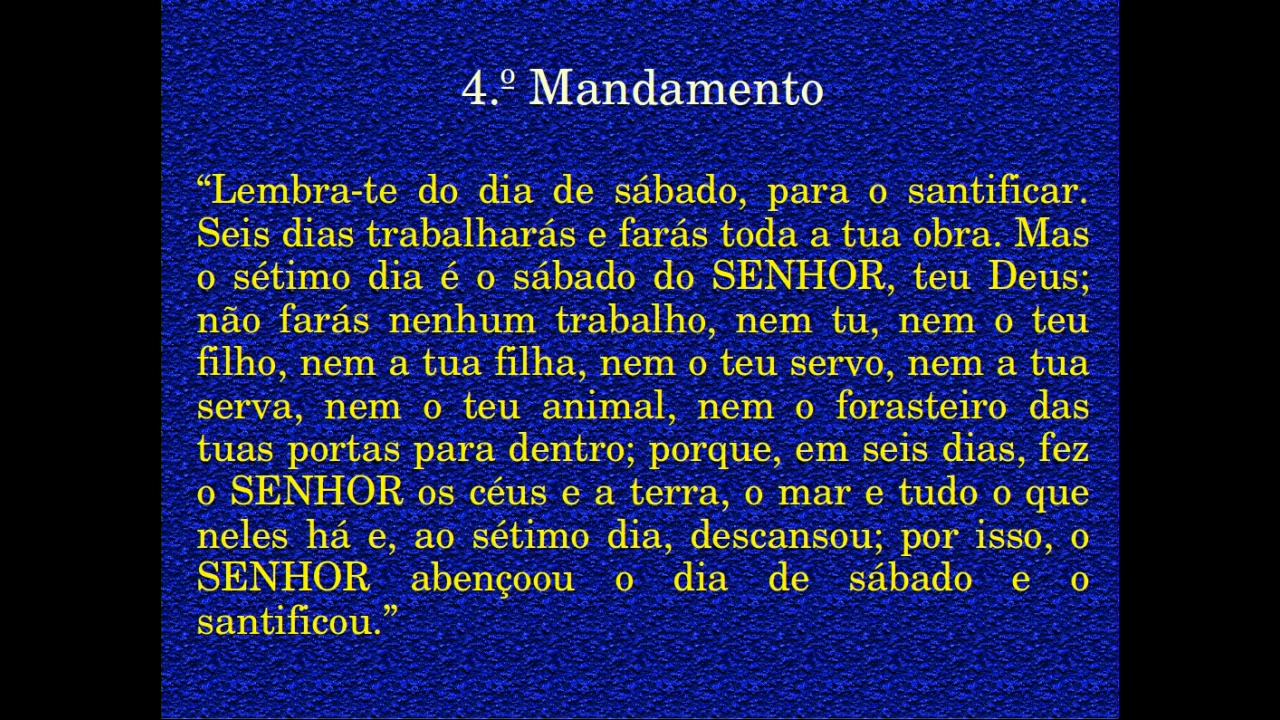 4.º Mandamento
“Lembra-te do dia de sábado, para o santificar.
Seis dias trabalharás e farás toda a tua obra. Mas
o sétimo dia é o sábado do SENHOR, teu Deus;
não farás nenhum trabalho, nem tu, nem o teu
filho, nem a tua filha, nem o teu servo, nem a tua
serva, nem o teu animal, nem o forasteiro das
tuas portas para dentro; porque, em seis dias, fez
o SENHOR os céus e a terra, o mar e tudo o que
neles há e, ao sétimo dia, descansou; por isso, o
SENHOR abençoou o dia de sábado e o
santificou.”